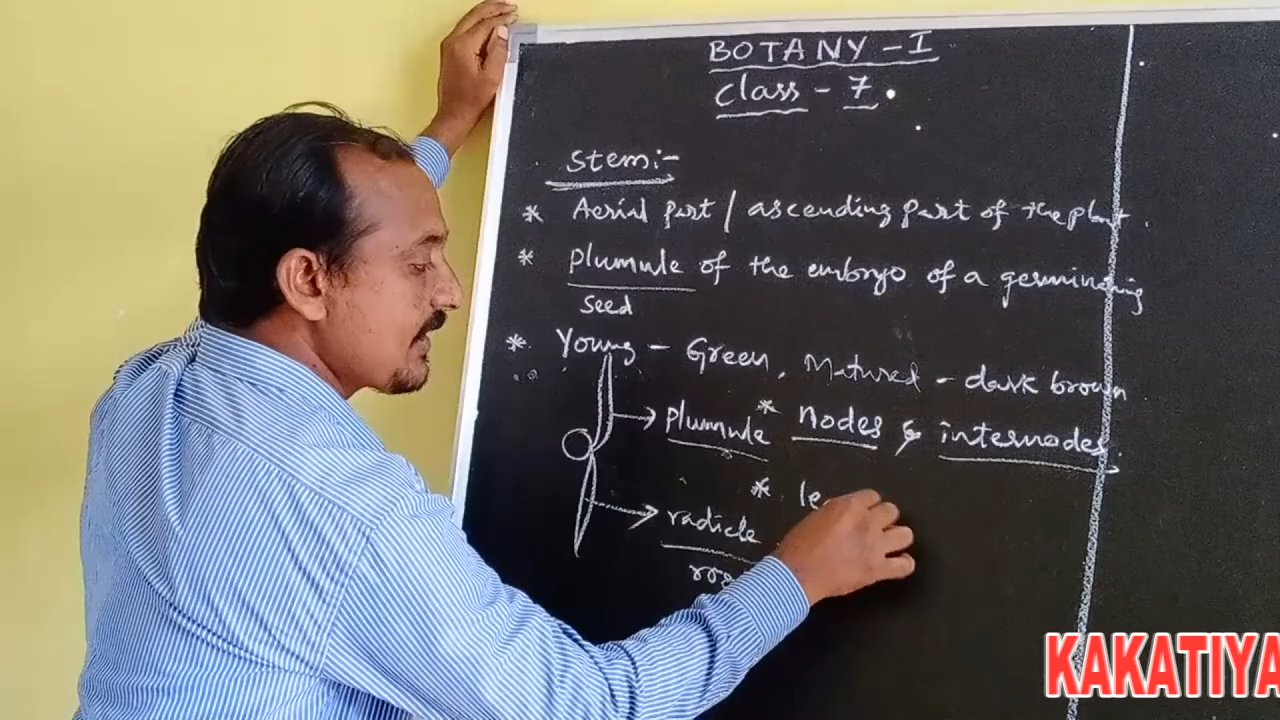 BOTANY - I
Class - 7.
Stem:-
* Aerial part / ascending part of the plant.
* plumule of the embryo of a germinating
seed
* Young - Green, Matured - dark brown
plumule * nodes & internodes.
* le
radicle
KAKATIYA